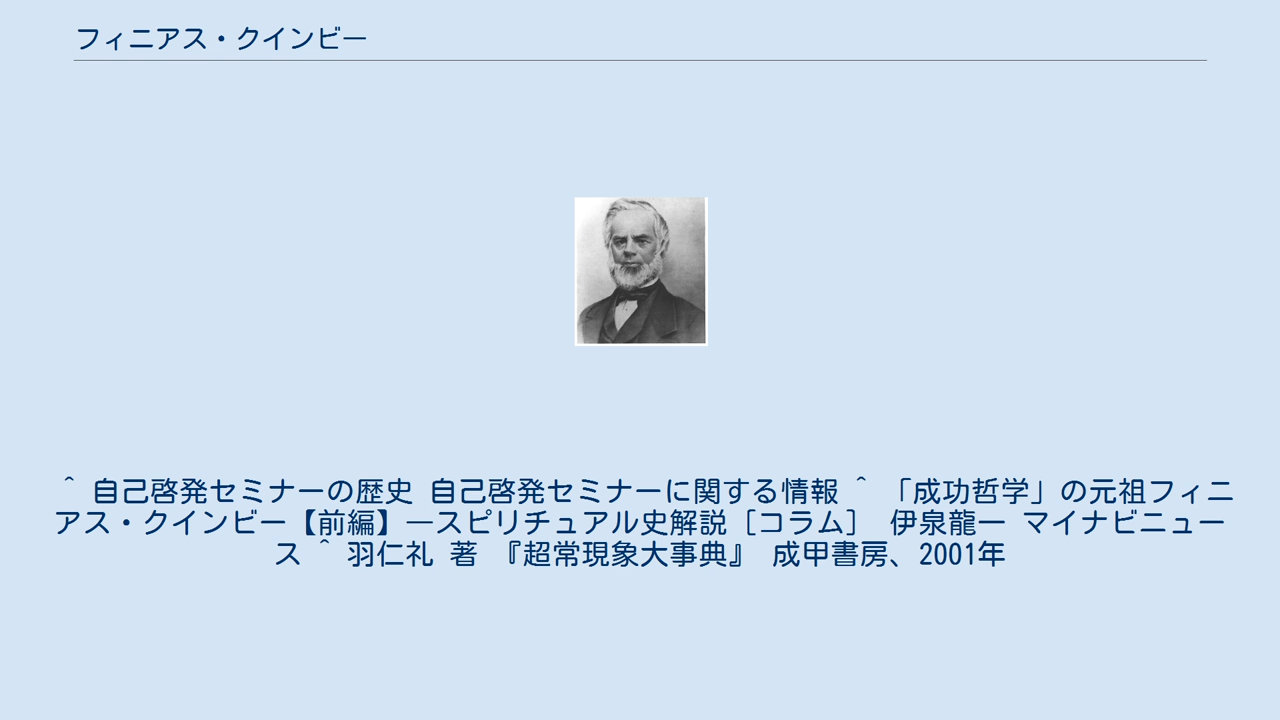 フィニアス・クインビー
^ 自己啓発セミナーの歴史 自己啓発セミナーに関する情報 ^ 「成功哲学」の元祖フィニ
アス・クインビー【前編】―スピリチュアル史解説［コラム］ 伊泉龍一 マイナビニュー
ス ^ 羽仁礼 著 『超常現象大事典』 成甲書房、2001年